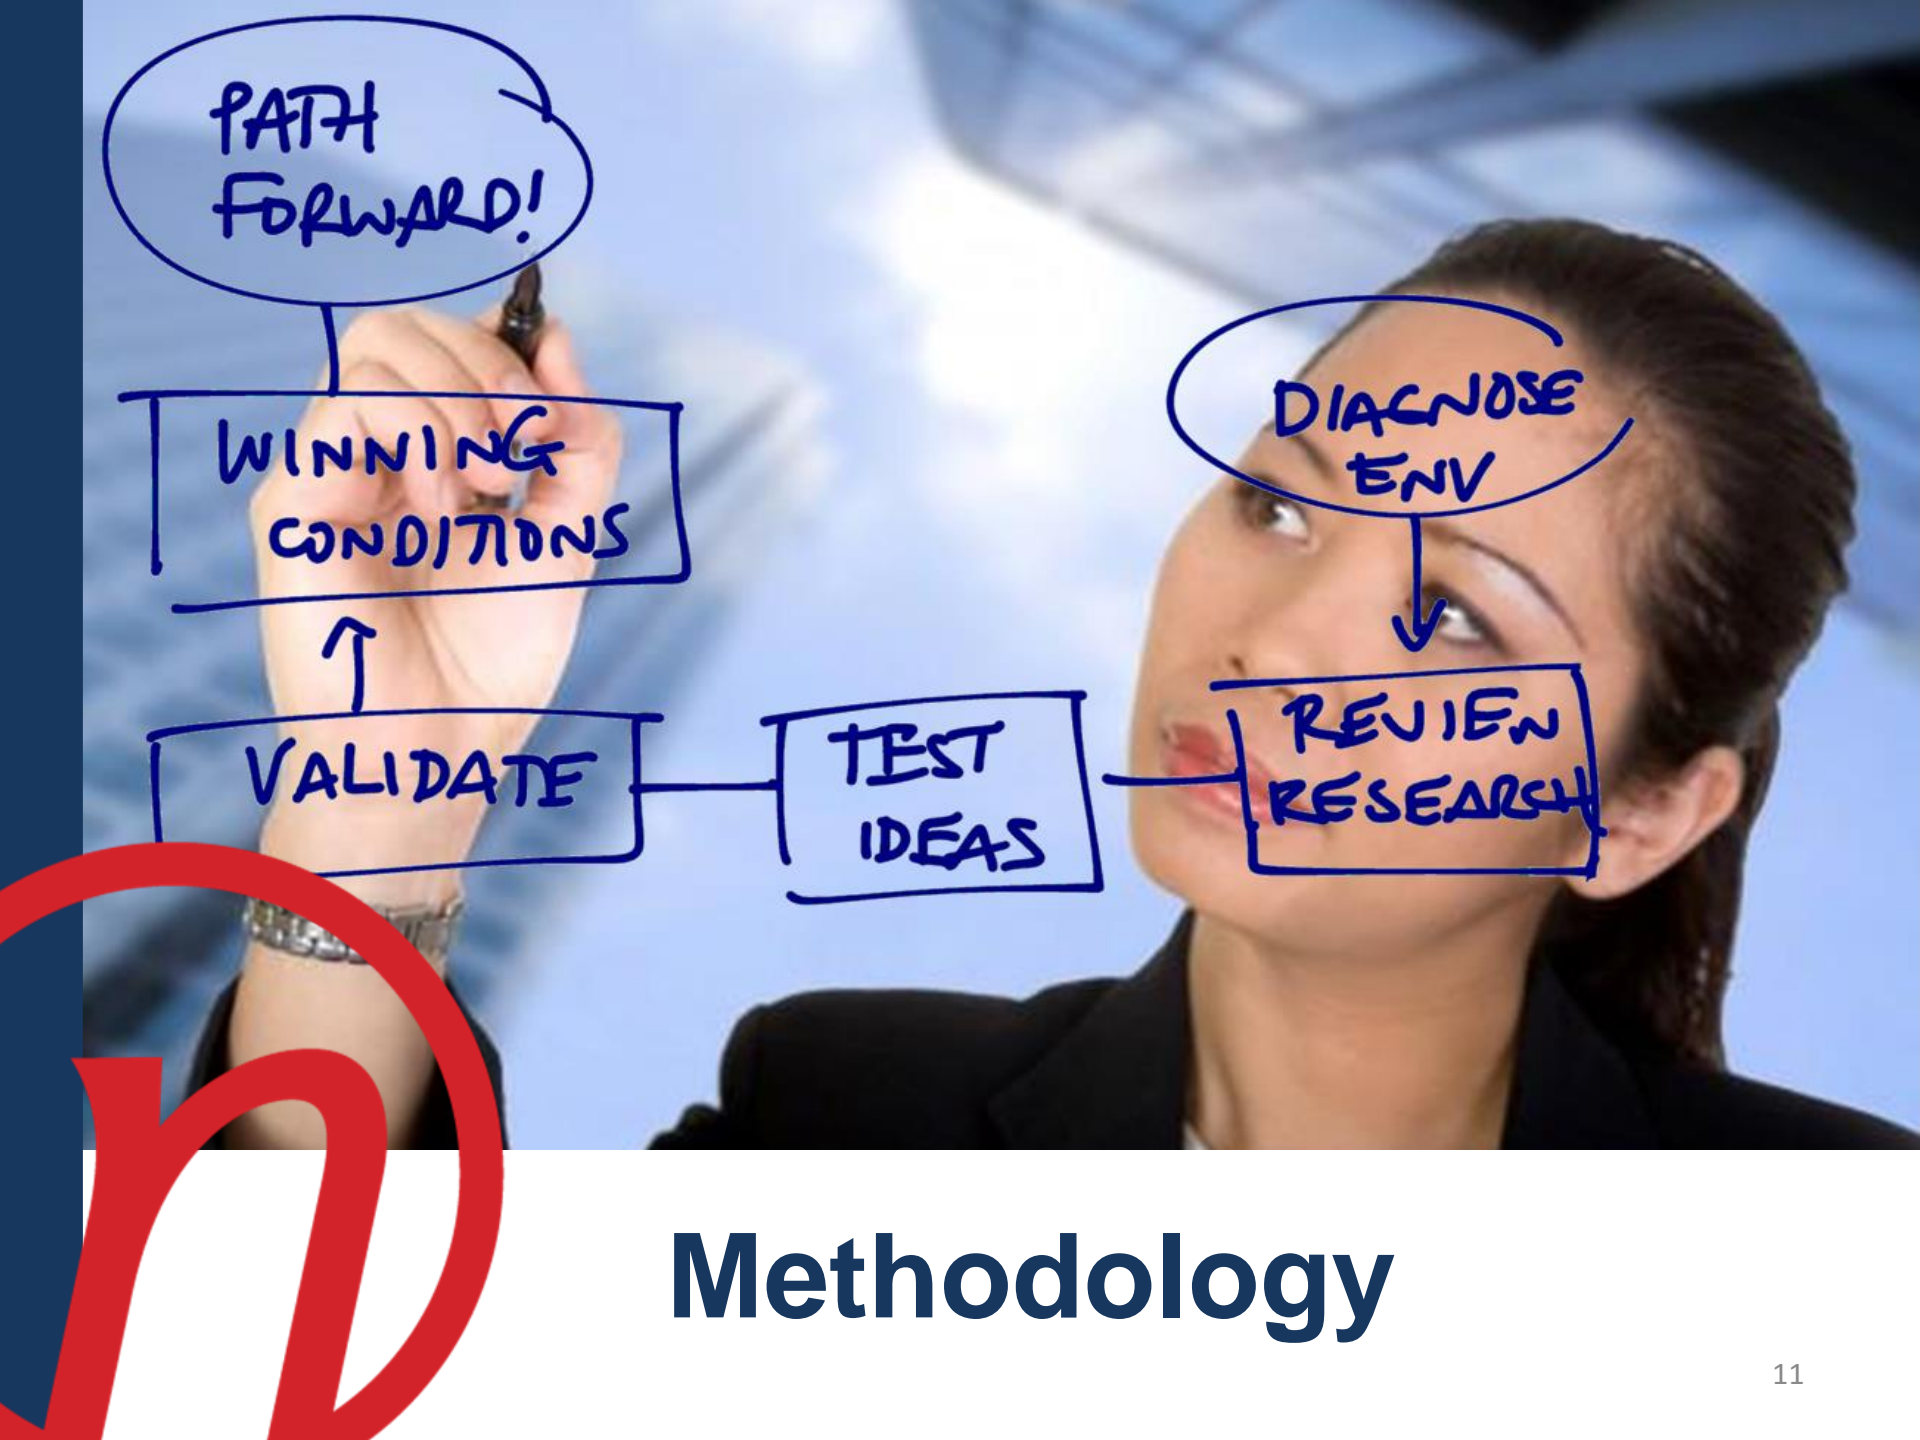 PATH
FORWARD!
WINNING
CONDITIONS
VALIDATE
TEST
IDEAS
DIAGNOSE
ENV
REVIEW
RESEARCH
n
Methodology
11